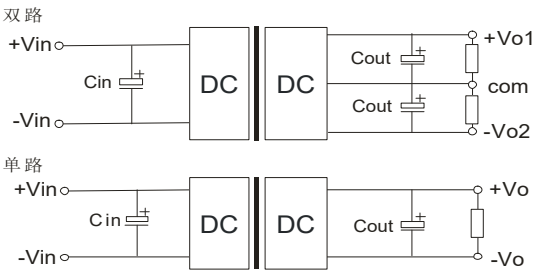 双路
+Vin
+Vo1
Cin
+
DC
DC
Cout
+
com
Cout
+
-Vin
-Vo2
单路
+Vin
+Vo
Cin
+
DC
DC
Cout
+
-Vin
-Vo